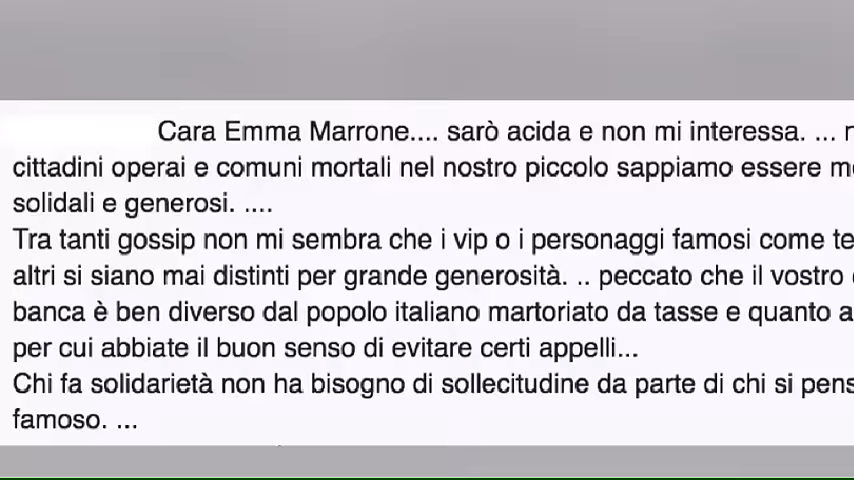 Cara Emma Marrone.... sarò acida e non mi interessa. ...
cittadini operai e comuni mortali nel nostro piccolo sappiamo essere
solidali e generosi. ....
Tra tanti gossip non mi sembra che i vip o i personaggi famosi come te
altri si siano mai distinti per grande generosità. .. peccato che il vostro
banca è ben diverso dal popolo italiano martoriato da tasse e quanto
per cui abbiate il buon senso di evitare certi appelli...
Chi fa solidarietà non ha bisogno di sollecitudine da parte di chi si
famoso. ...